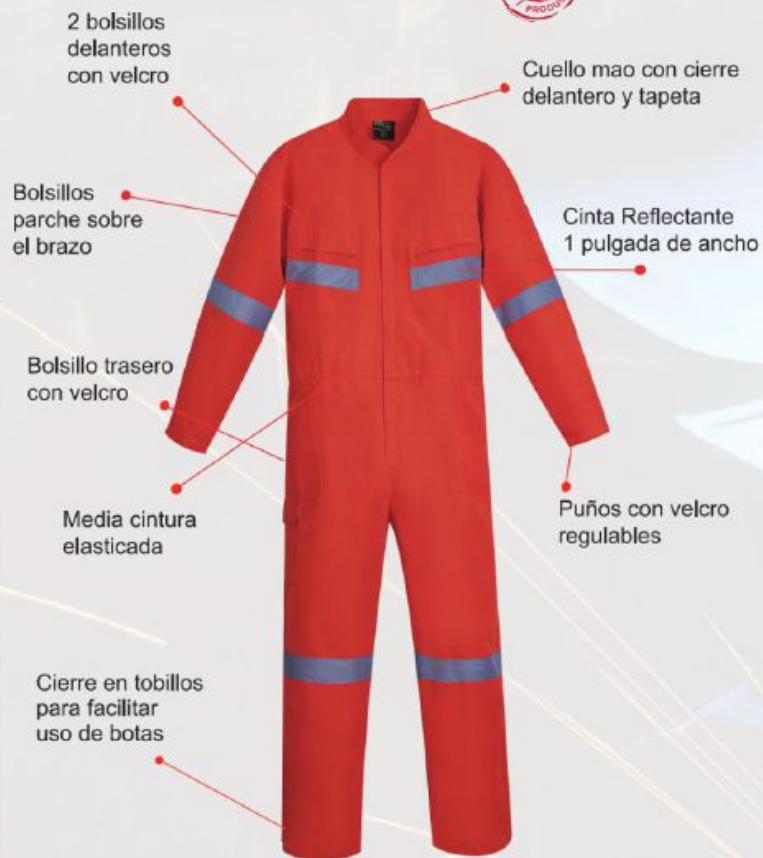 PRODU
2 bolsillos
delanteros
con velcro
Cuello mao con cierre
delantero y tapeta
Bolsillos
parche sobre
el brazo
Cinta Reflectante
1 pulgada de ancho
Bolsillo trasero
con velcro
Media cintura
elasticada
Puños con velcro
regulables
Cierre en tobillos
para facilitar
uso de botas